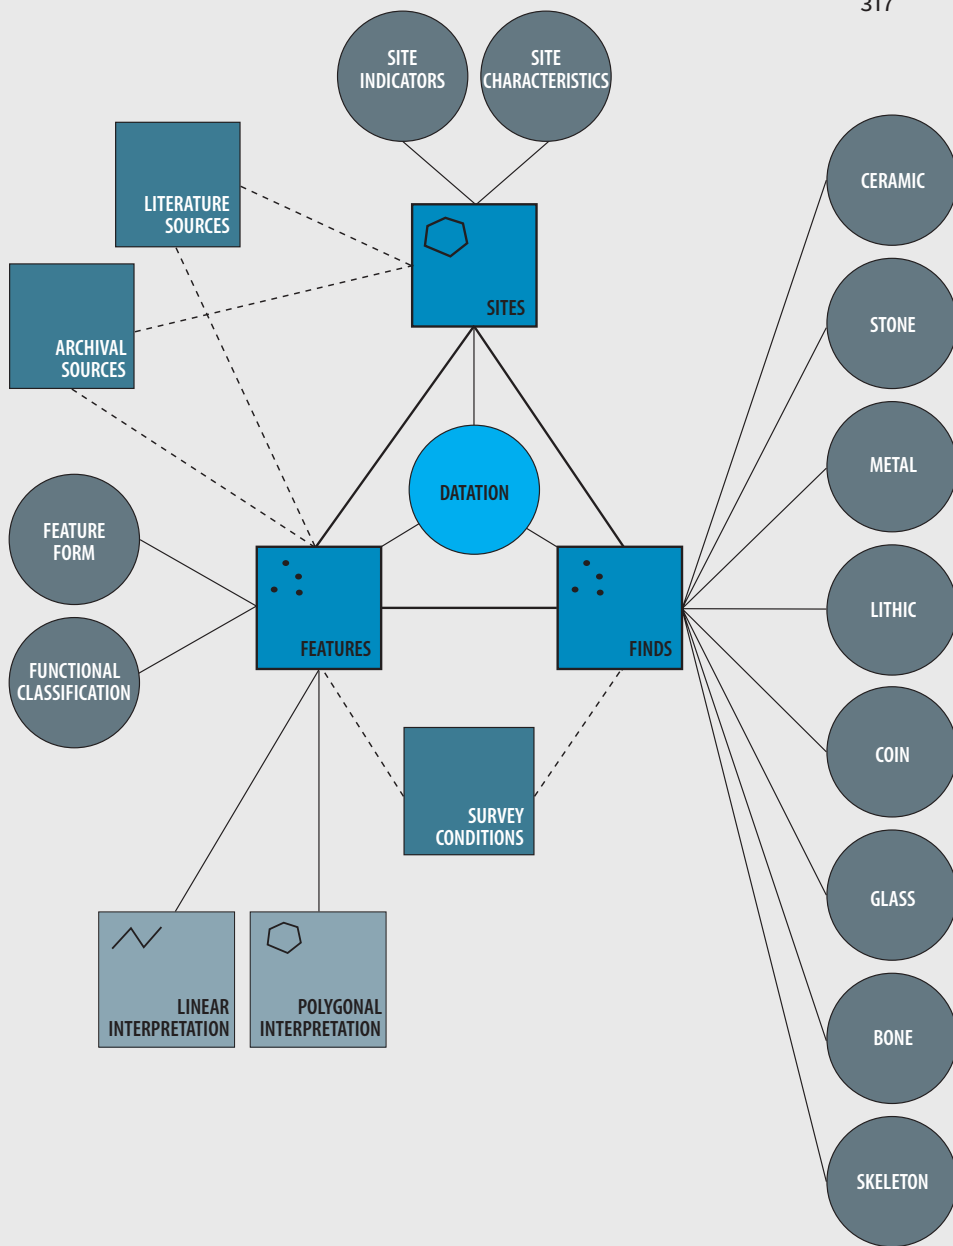 317
SITE
INDICATORS
SITE
CHARACTERISTICS
LITERATURE
SOURCES
CERAMIC
SITES
STONE
ARCHIVAL
SOURCES
METAL
DATATION
FEATURE
FORM
LITHIC
FEATURES
FINDS
FUNCTIONAL
CLASSIFICATION
COIN
SURVEY
CONDITIONS
GLASS
LINEAR
INTERPRETATION
POLYGONAL
INTERPRETATION
BONE
SKELETON